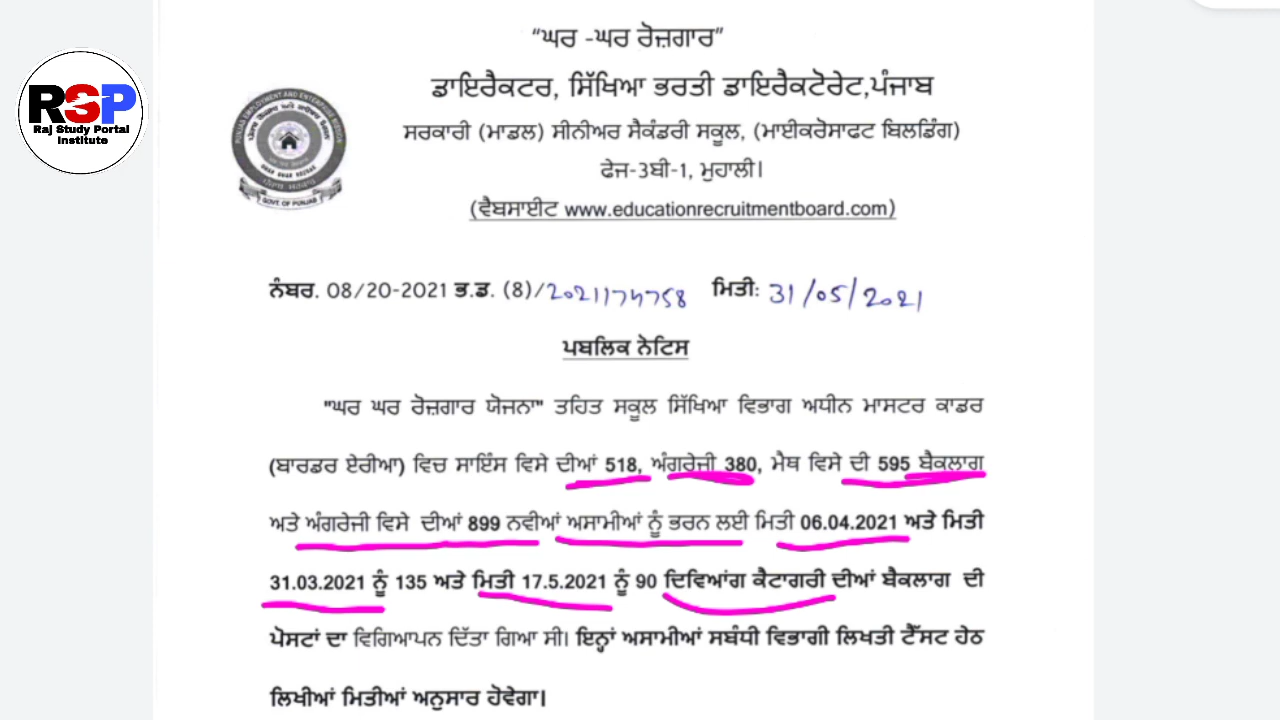 RSP
Raj Study Portal
Institute
“ਘਰ -ਘਰ ਰੋਜ਼ਗਾਰ”
ਡਾਇਰੈਕਟਰ, ਸਿੱਖਿਆ ਭਰਤੀ ਡਾਇਰੈਕਟੋਰੇਟ,ਪੰਜਾਬ
ਸਰਕਾਰੀ (ਮਾਡਲ) ਸੀਨੀਅਰ ਸੈਕੰਡਰੀ ਸਕੂਲ, (ਮਾਈਕਰੋਸਾਫਟ ਬਿਲਡਿੰਗ)
ਫੇਜ-3ਬੀ-1, ਮੁਹਾਲੀ।
(ਵੈਬਸਾਈਟ www.educationrecruitmentboard.com)
GOVT. OF PUNJAB
ਨੰਬਰ. 08/20-2021 ਭ.ਡ. (8)/ ਮਿਤੀ: 31/05/2021
ਪਬਲਿਕ ਨੋਟਿਸ
"ਘਰ ਘਰ ਰੋਜ਼ਗਾਰ ਯੋਜਨਾ" ਤਹਿਤ ਸਕੂਲ ਸਿੱਖਿਆ ਵਿਭਾਗ ਅਧੀਨ ਮਾਸਟਰ ਕਾਡਰ
(ਬਾਰਡਰ ਏਰੀਆ) ਵਿਚ ਸਾਇੰਸ ਵਿਸੇ ਦੀਆਂ 518, ਅੰਗਰੇਜੀ 380, ਮੈਥ ਵਿਸੇ ਦੀ 595 ਬੈਕਲਾਗ
ਅਤੇ ਅੰਗਰੇਜੀ ਵਿਸੇ ਦੀਆਂ 899 ਨਵੀਆਂ ਅਸਾਮੀਆਂ ਨੂੰ ਭਰਨ ਲਈ ਮਿਤੀ 06.04.2021 ਅਤੇ ਮਿਤੀ
31.03.2021 ਨੂੰ 135 ਅਤੇ ਮਿਤੀ 17.5.2021 ਨੂੰ 90 ਦਿਵਿਆਂਗ ਕੈਟਾਗਰੀ ਦੀਆਂ ਬੈਕਲਾਗ ਦੀ
ਪੋਸਟਾਂ ਦਾ ਵਿਗਿਆਪਨ ਦਿੱਤਾ ਗਿਆ ਸੀ। ਇਨ੍ਹਾਂ ਅਸਾਮੀਆਂ ਸਬੰਧੀ ਵਿਭਾਗੀ ਲਿਖਤੀ ਟੈੱਸਟ ਹੇਠ
ਲਿਖੀਆਂ ਮਿਤੀਆਂ ਅਨੁਸਾਰ ਹੋਵੇਗਾ।